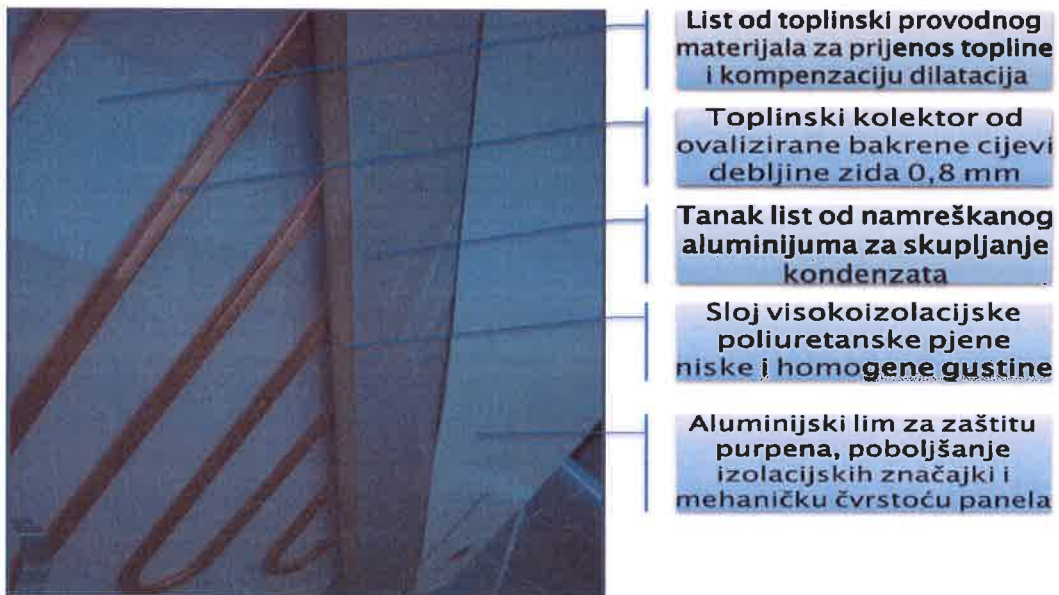 List od toplinski provodnog
materijala za prijenos topline
i kompenzaciju dilatacija
Toplinski kolektor od
ovalizirane bakrene cijevi
debljine zida 0,8 mm
Tanak list od namreškanog
aluminijuma za skupljanje
kondenzata
Sloj visokoizolacijske
poliuretanske pjene
niske i homogene gustine
Aluminijski lim za zaštitu
purpena, poboljšanje
izolacijskih značajki i
mehaničku čvrstoću panela